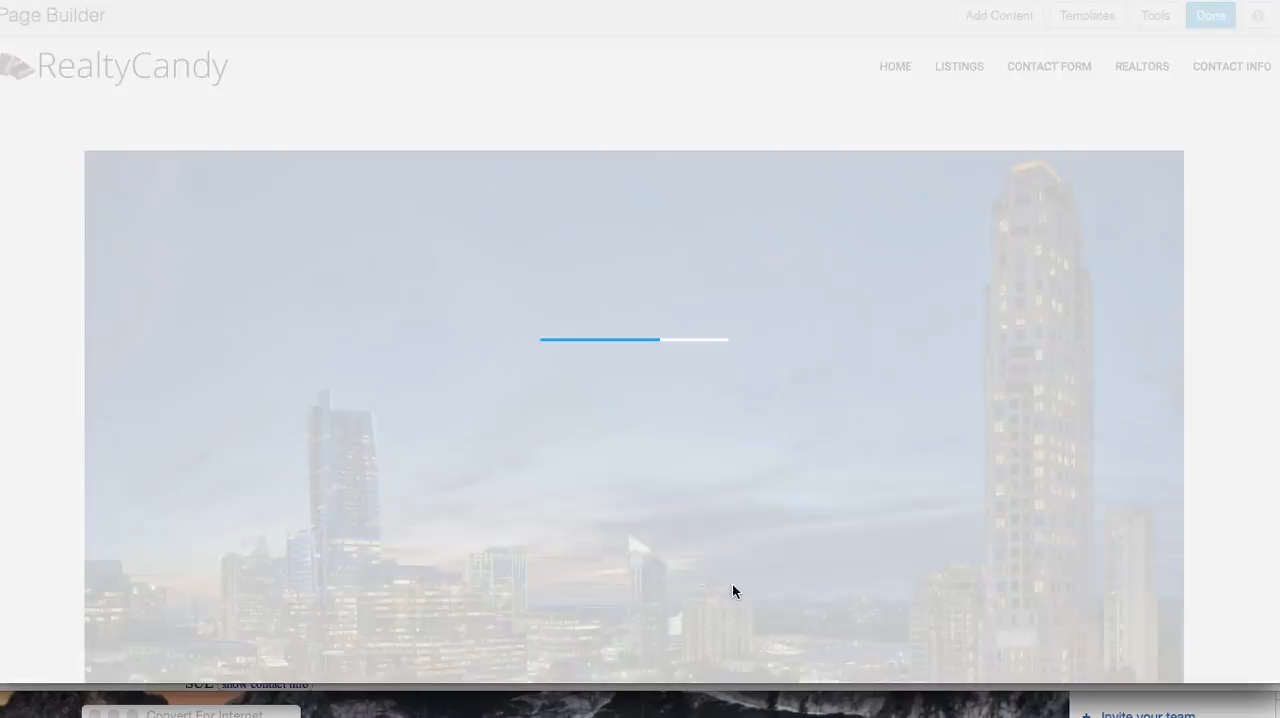 Page Builder
Add Content
Templates
Tools
Done
RealtyCandy
HOME
LISTINGS
CONTACT FORM
REALTORS
CONTACT INFO
show contact info
Convert For Internet
+ Invite your team